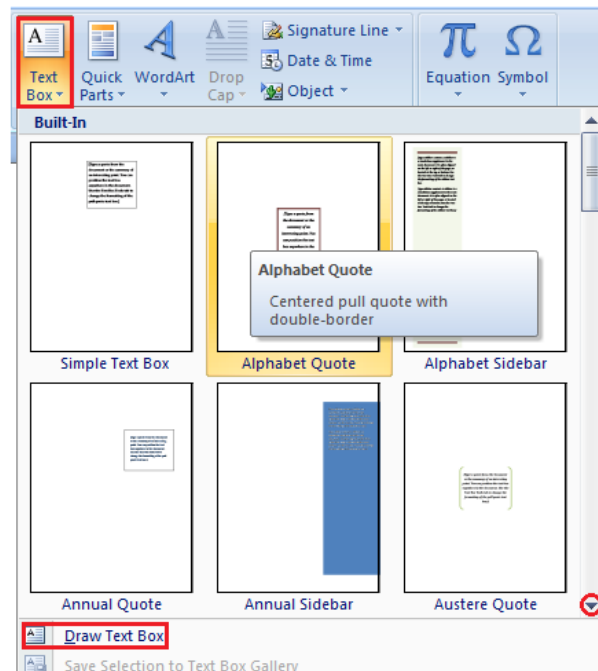 Signature Line
Date & Time
Object
Text Box
Quick Parts
WordArt
Drop Cap
Equation
Symbol
Built-In
Alphabet Quote
Centered pull quote with
double-border
Simple Text Box
Alphabet Quote
Alphabet Sidebar
Annual Quote
Annual Sidebar
Austere Quote
Draw Text Box
Save Selection to Text Box Gallery